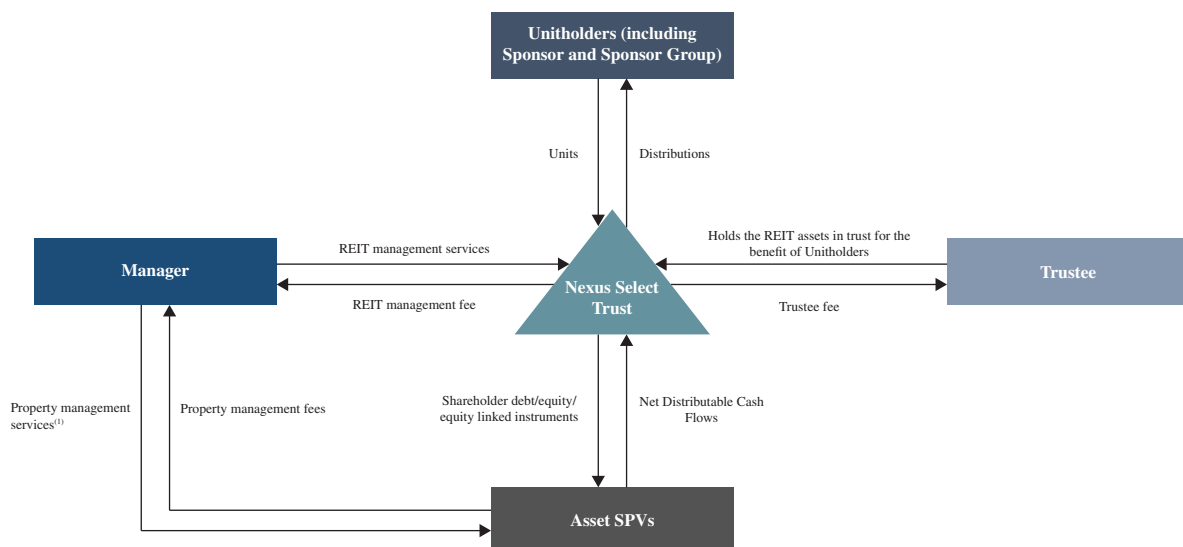 Unitholders (including
Sponsor and Sponsor Group)
Units
Distributions
REIT management services
Holds the REIT assets in trust for the
benefit of Unitholders
Manager
Nexus Select
Trust
Trustee
REIT management fee
Trustee fee
Property management
services(1)
Property management fees
Shareholder debt/equity/
equity linked instruments
Net Distributable Cash
Flows
Asset SPVs